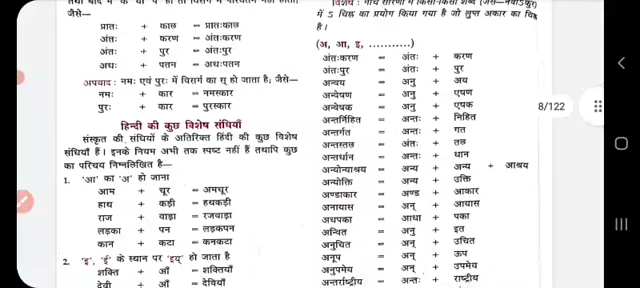 जैसे—
प्रातः + काल = प्रातःकाल
अंतः + करण = अंतःकरण
अंतः + पुर = अंतःपुर
अधः + पतन = अधःपतन
अपवाद : नमः एवं पुरः में विसर्ग का स् हो जाता है; जैसे—
नमः + कार = नमस्कार
पुरः + कार = पुरस्कार
हिन्दी की कुछ विशेष संधियाँ
संस्कृत की संधियों के अतिरिक्त हिंदी की कुछ विशेष
संधियाँ हैं। इनके नियम अभी तक स्पष्ट नहीं हैं तथापि कुछ
का परिचय निम्नलिखित है—
1. 'आ' का 'अ' हो जाना
आम + चूर = अमचूर
हाथ + कड़ी = हथकड़ी
राज + वाड़ा = रजवाड़ा
लड़का + पन = लड़कपन
कान + कटा = कनकटा
2. 'इ', 'ई' के स्थान पर 'इय्' हो जाता है
शक्ति + आँ = शक्तियाँ
देवी + आँ = देवियाँ
में ऽ चिह्न का प्रयोग किया गया है जो लुप्त अकार का चिह्न
है।
(अ, आ, इ, ...........)
अंतःकरण = अंतः + करण
अंतःपुर = अंतः + पुर
अन्वय = अनु + अय
अन्वेषण = अनु + एषण
अन्वेषक = अनु + एषक
अन्तर्निहित = अन्तः + निहित
अन्तर्गत = अन्तः + गत
अन्तस्तल = अंतः + तल
अन्तर्धान = अन्तः + धान
अन्योन्याश्रय = अन्य + अन्य + आश्रय
अन्योक्ति = अन्य + उक्ति
अण्डाकार = अण्ड + आकार
अनायास = अन् + आयास
अधपका = आधा + पका
अन्वित = अनु + इत
अनुचित = अन् + उचित
अनूप = अन् + ऊप
अनुपमेय = अन् + उपमेय
अन्तर्राष्ट्रीय = अन्तः + राष्ट्रीय
8/122